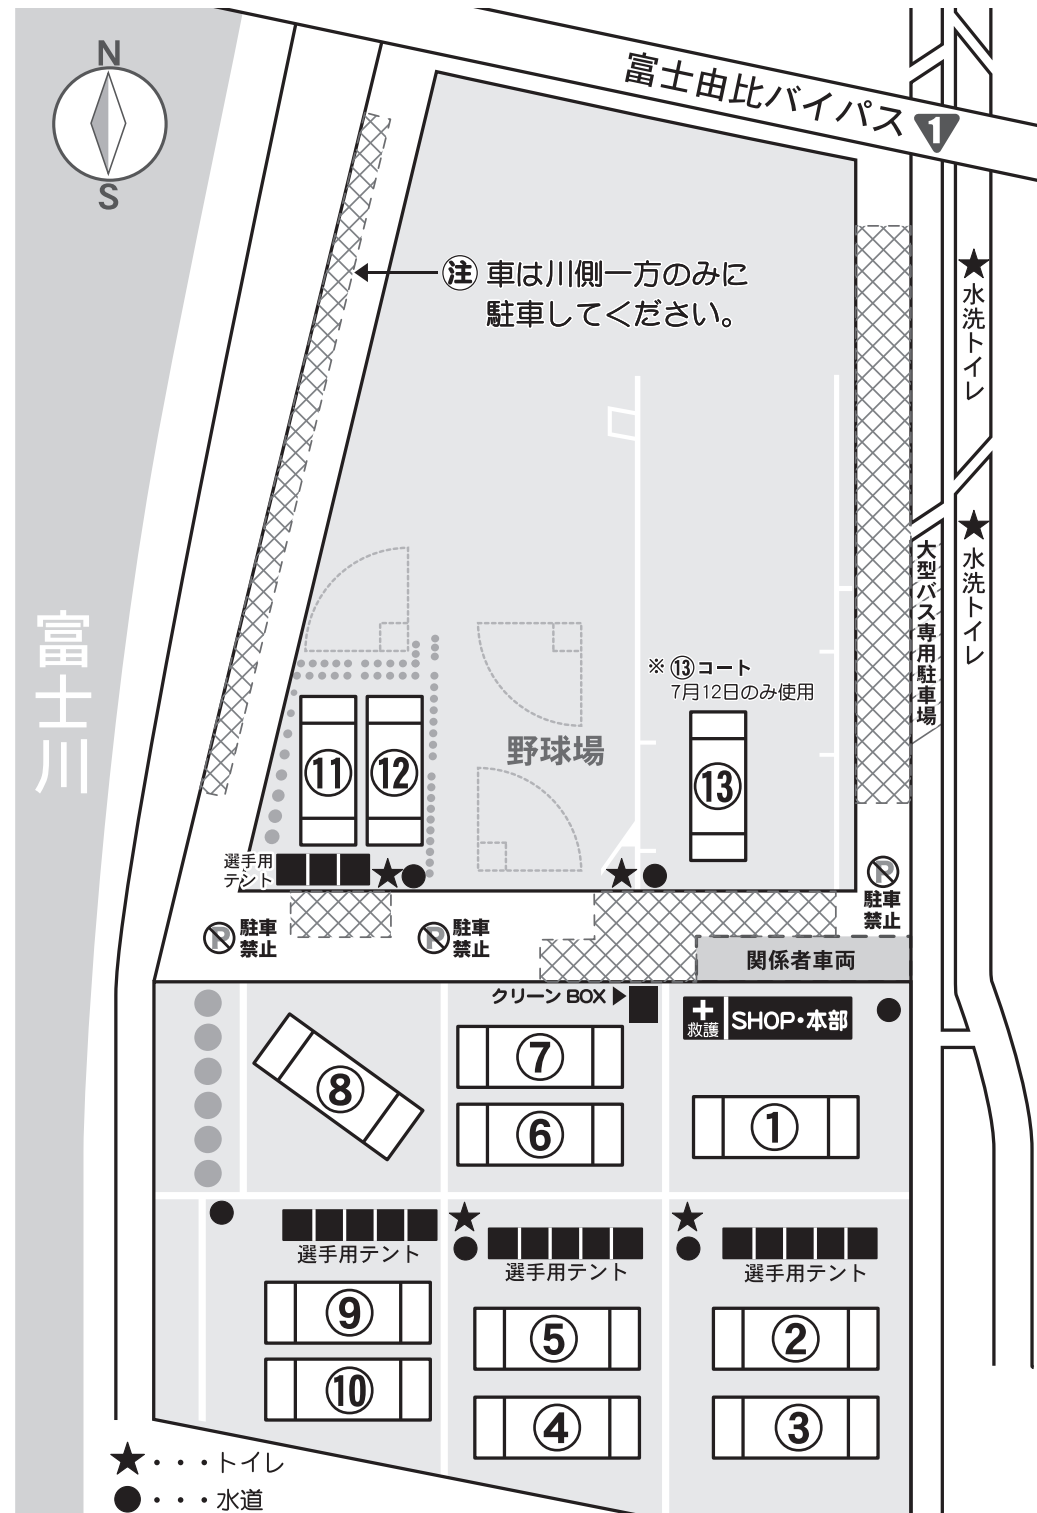 N
S
富士由比バイパス 1
注 車は川側一方のみに
駐車してください。
★
水洗トイレ
★
水洗トイレ
大型バス専用駐車場
富士川
※⑬コート
7月12日のみ使用
野球場
⑪
⑫
⑬
選手用
テント
★●
★●
P 駐車
禁止
P 駐車
禁止
P
駐車
禁止
関係者車両
クリーン BOX ▶
+
救護
SHOP・本部
⑧
⑦
⑥
①
選手用テント
選手用テント
選手用テント
⑨
⑩
⑤
④
②
③
★・・・トイレ
●・・・水道